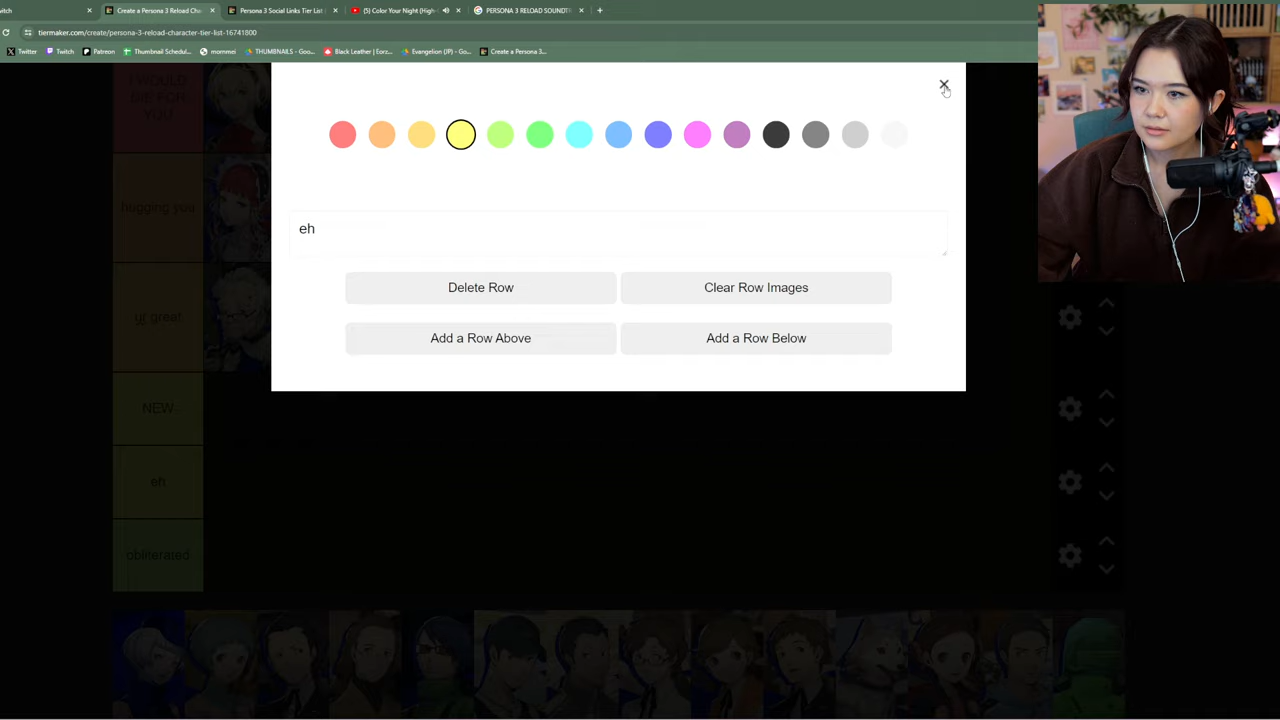 witch
Create a Persona 3 Reload Cha
Persona 3 Social Links Tier List
(5) Color Your Night (High-
PERSONA 3 RELOAD SOUNDT
tiermaker.com/create/persona-3-reload-character-tier-list-16741800
Twitter
Twitch
Patreon
Thumbnail Schedul...
mommei
THUMBNAILS - Goo...
Black Leather | Eorz...
Evangelion (JP) - Go...
Create a Persona 3...
I WOULD
DIE FOR
YOU
hugging you
yr great
NEW
eh
obliterated
eh
Delete Row
Clear Row Images
Add a Row Above
Add a Row Below